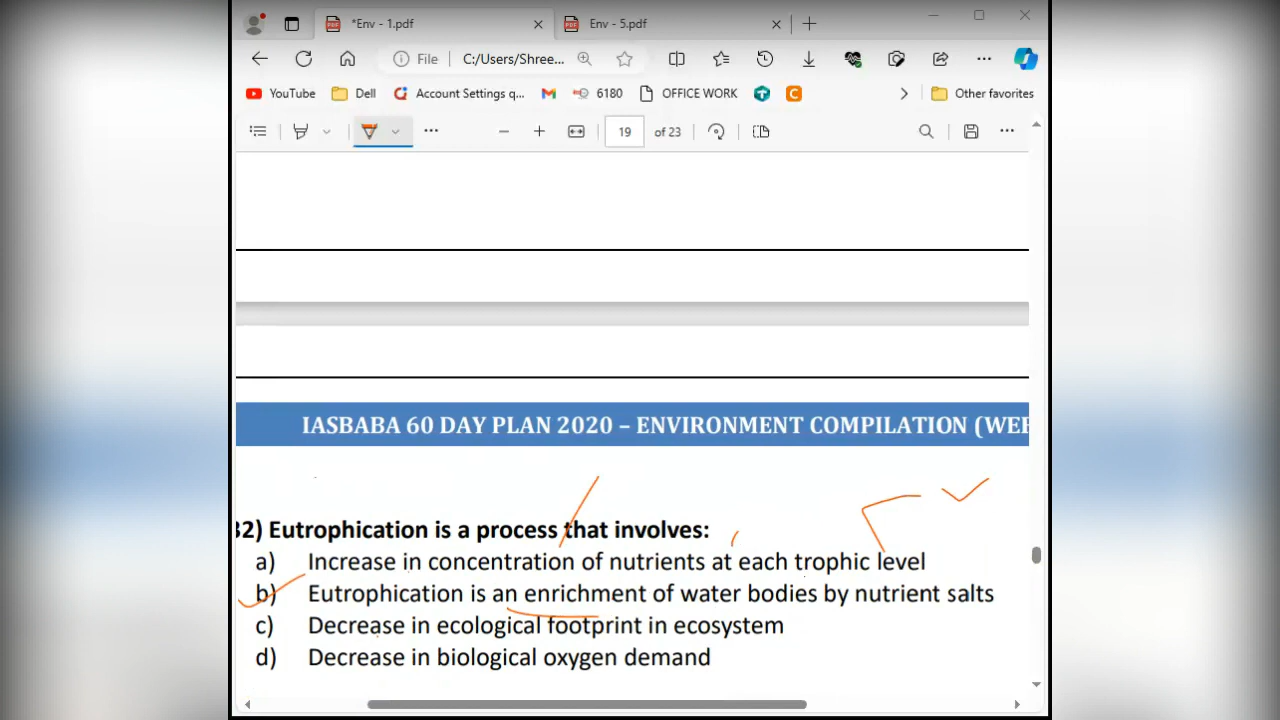 *Env - 1.pdf
Env - 5.pdf
File C:/Users/Shree...
YouTube Dell Account Settings q... 6180 OFFICE WORK Other favorites
19 of 23
IASBABA 60 DAY PLAN 2020 – ENVIRONMENT COMPILATION (WEE
32) Eutrophication is a process that involves:
a) Increase in concentration of nutrients at each trophic level
b) Eutrophication is an enrichment of water bodies by nutrient salts
c) Decrease in ecological footprint in ecosystem
d) Decrease in biological oxygen demand